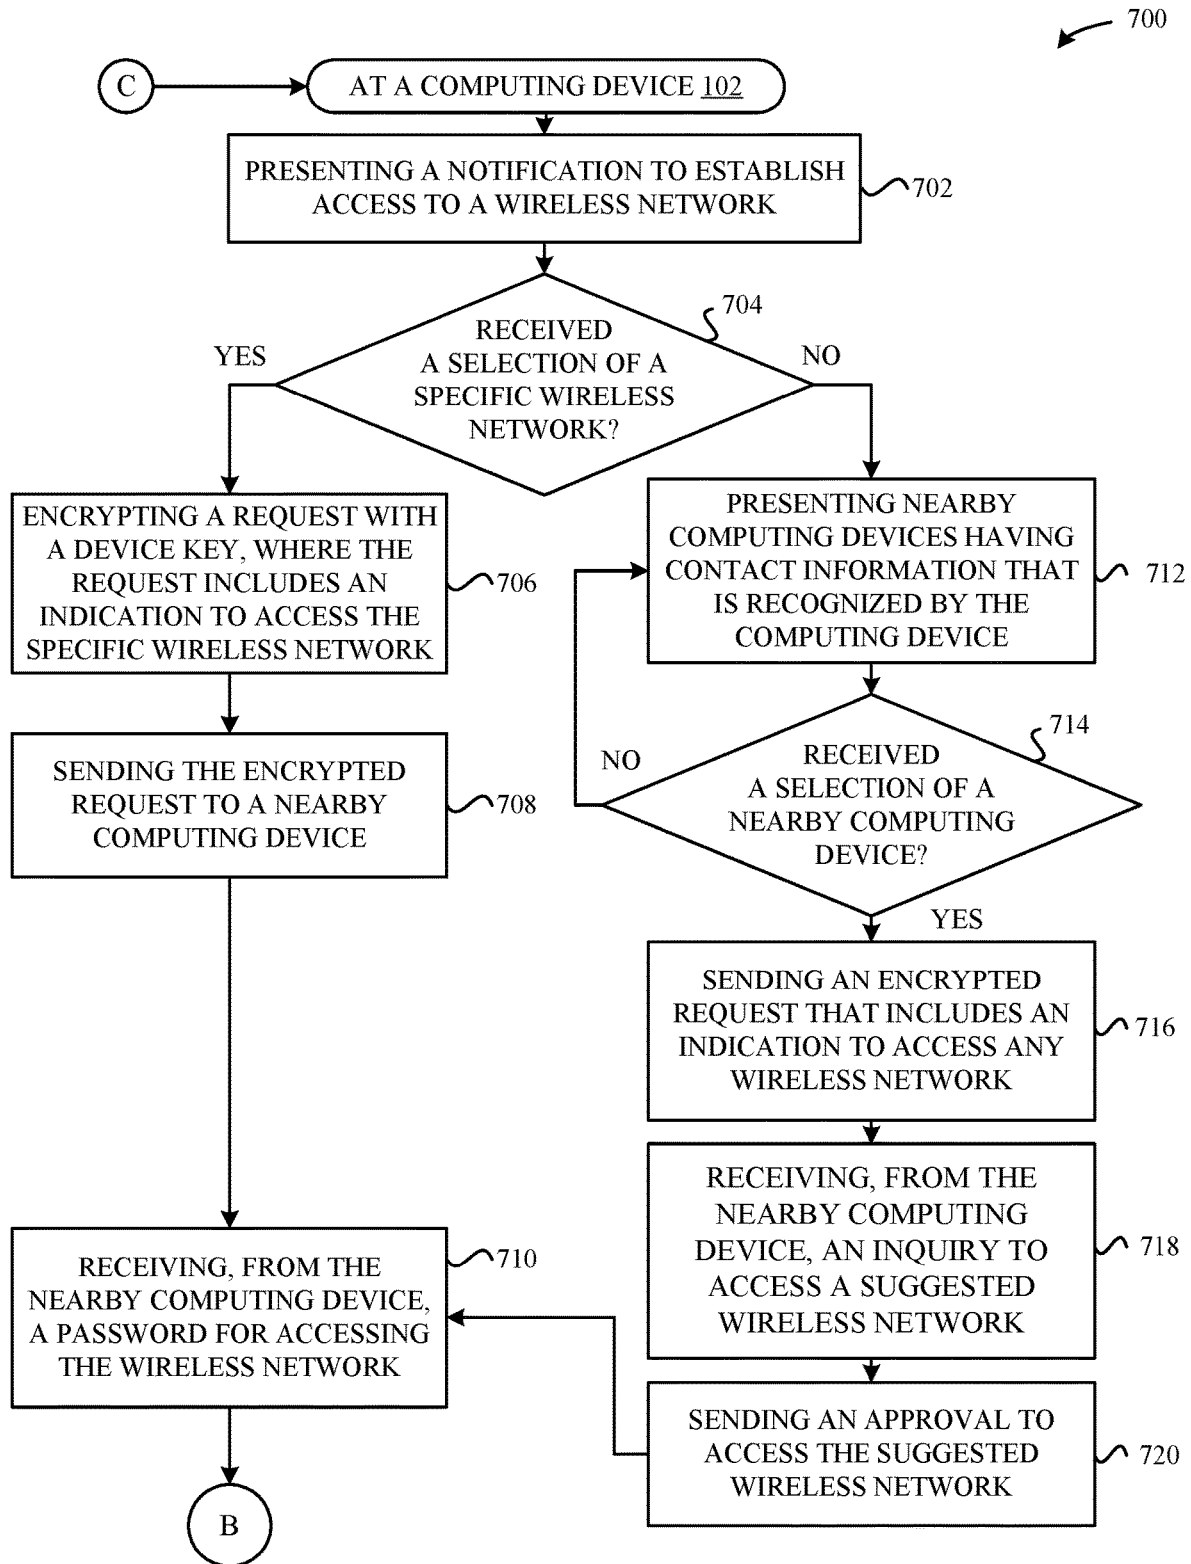 700
C
AT A COMPUTING DEVICE 102
PRESENTING A NOTIFICATION TO ESTABLISH
ACCESS TO A WIRELESS NETWORK
702
704
RECEIVED
A SELECTION OF A
SPECIFIC WIRELESS
NETWORK?
YES
NO
ENCRYPTING A REQUEST WITH
A DEVICE KEY, WHERE THE
REQUEST INCLUDES AN
INDICATION TO ACCESS THE
SPECIFIC WIRELESS NETWORK
706
SENDING THE ENCRYPTED
REQUEST TO A NEARBY
COMPUTING DEVICE
708
PRESENTING NEARBY
COMPUTING DEVICES HAVING
CONTACT INFORMATION THAT
IS RECOGNIZED BY THE
COMPUTING DEVICE
712
714
RECEIVED
A SELECTION OF A
NEARBY COMPUTING
DEVICE?
NO
YES
SENDING AN ENCRYPTED
REQUEST THAT INCLUDES AN
INDICATION TO ACCESS ANY
WIRELESS NETWORK
716
RECEIVING, FROM THE
NEARBY COMPUTING
DEVICE, AN INQUIRY TO
ACCESS A SUGGESTED
WIRELESS NETWORK
718
SENDING AN APPROVAL TO
ACCESS THE SUGGESTED
WIRELESS NETWORK
720
RECEIVING, FROM THE
NEARBY COMPUTING DEVICE,
A PASSWORD FOR ACCESSING
THE WIRELESS NETWORK
710
B